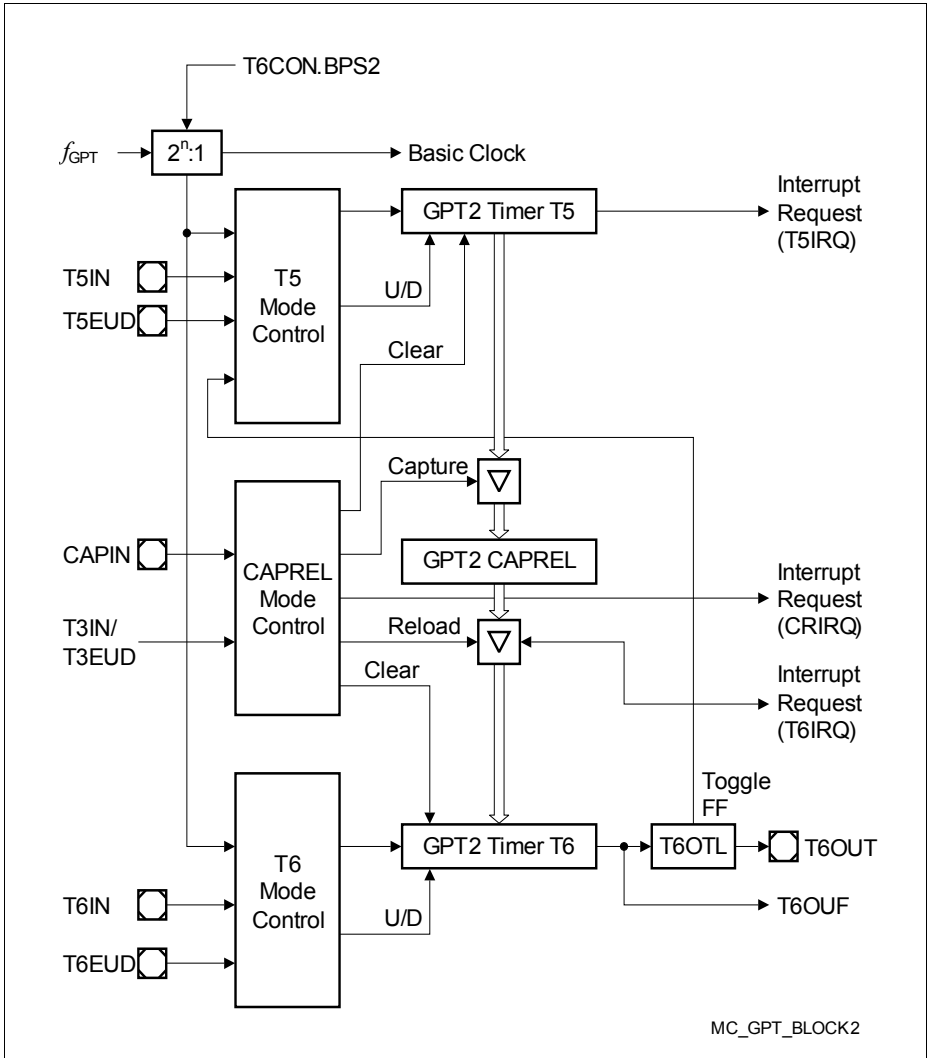 T6CON.BPS2
fGPT
2n:1
Basic Clock
GPT2 Timer T5
Interrupt
Request
(T5IRQ)
T5IN
T5EUD
T5
Mode
Control
U/D
Clear
Capture
CAPIN
T3IN/
T3EUD
CAPREL
Mode
Control
GPT2 CAPREL
Interrupt
Request
(CRIRQ)
Reload
Clear
Interrupt
Request
(T6IRQ)
Toggle
FF
GPT2 Timer T6
T6OTL
T6OUT
T6IN
T6EUD
T6
Mode
Control
U/D
T6OUF
MC_GPT_BLOCK2